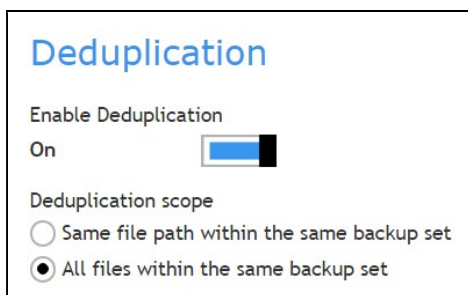 Deduplication
Enable Deduplication
On
Deduplication scope
Same file path within the same backup set
All files within the same backup set